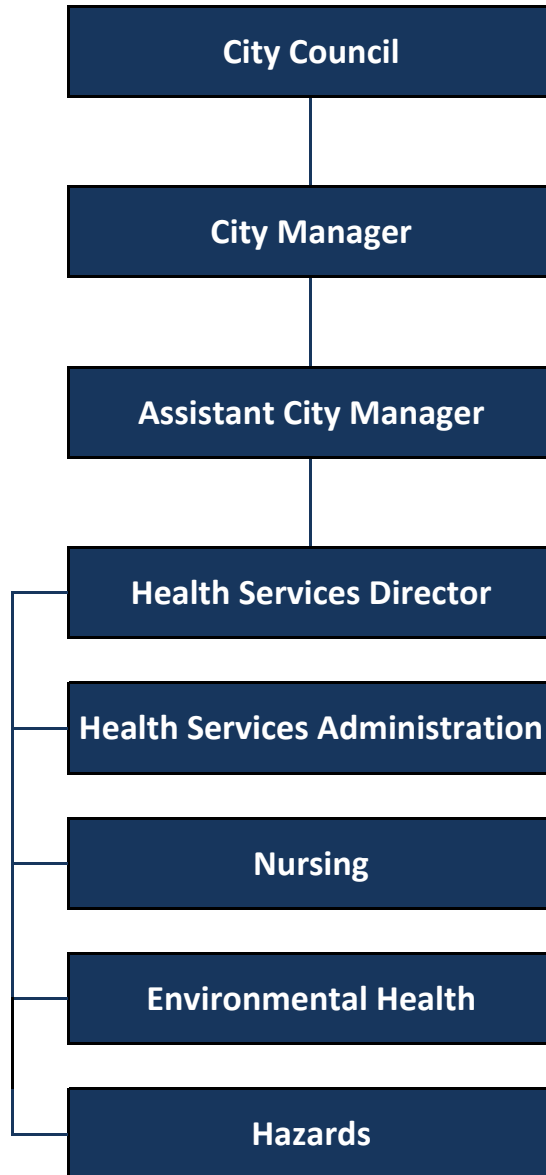 City Council
City Manager
Assistant City Manager
Health Services Director
Health Services Administration
Nursing
Environmental Health
Hazards